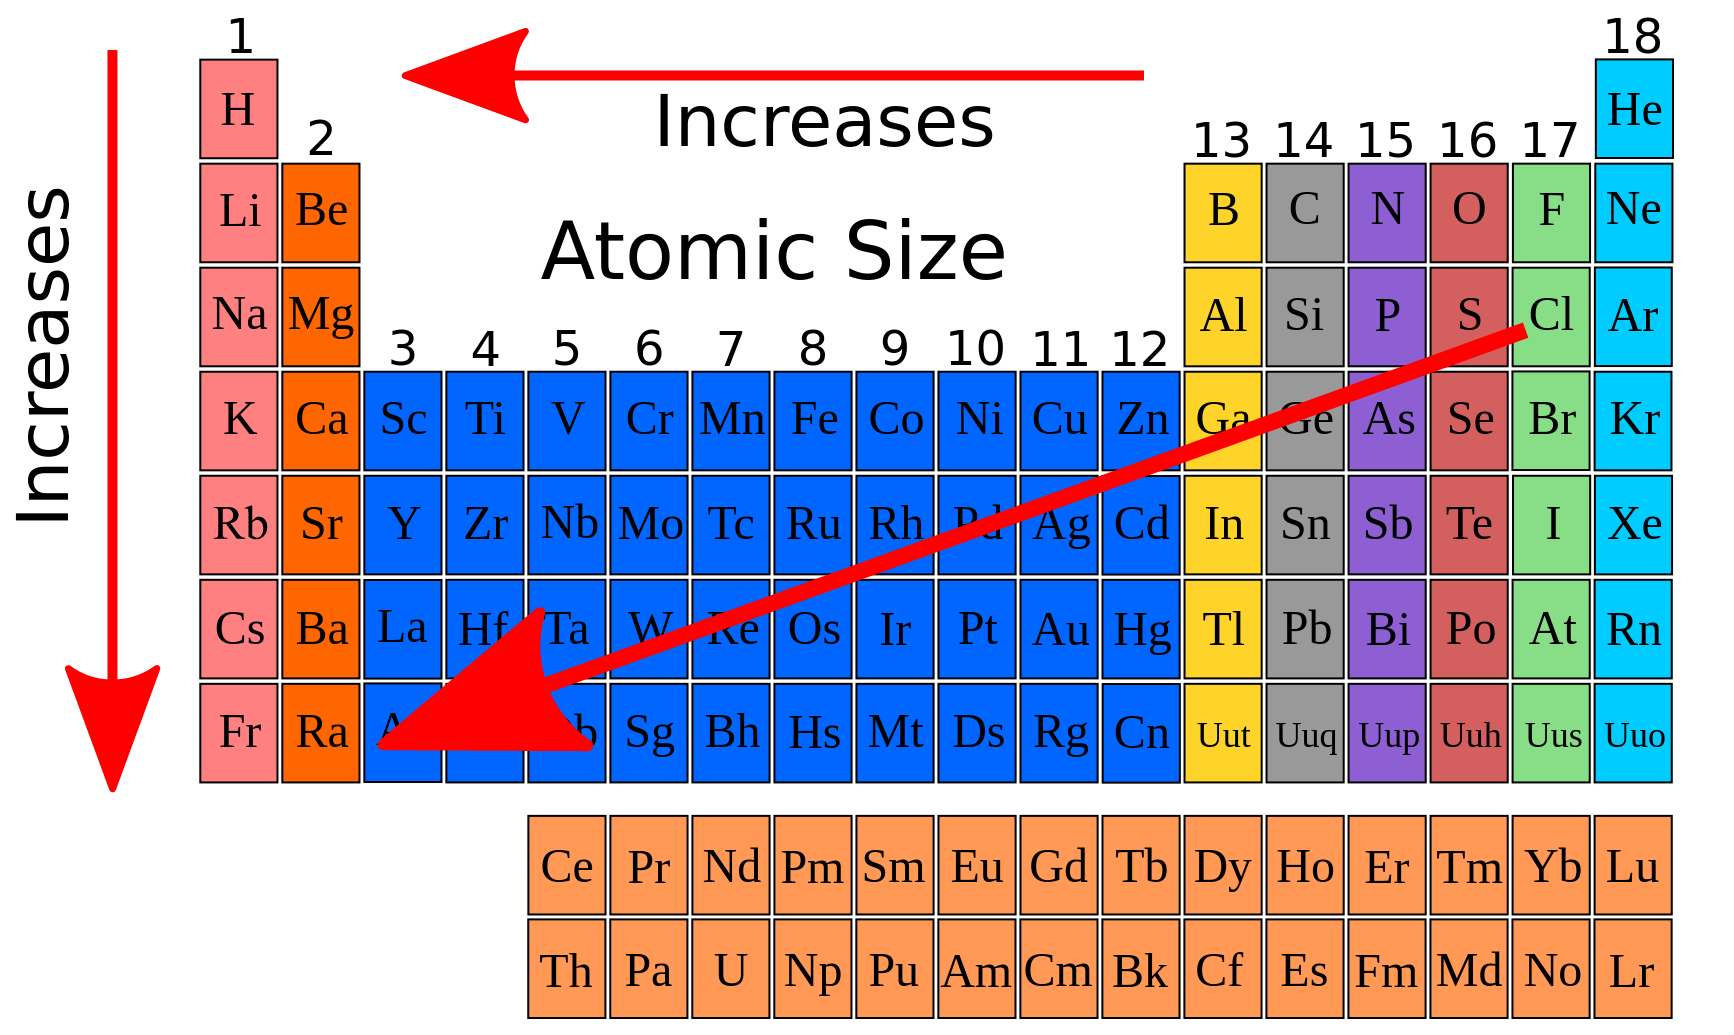 1 18
H He
Increases
2 13 14 15 16 17
Li Be B C N O F Ne
Increases
Atomic Size
Na Mg Al Si P S Cl Ar
3 4 5 6 7 8 9 10 11 12
K Ca Sc Ti V Cr Mn Fe Co Ni Cu Zn Ga Ge As Se Br Kr
Rb Sr Y Zr Nb Mo Tc Ru Rh Pd Ag Cd In Sn Sb Te I Xe
Cs Ba La Hf Ta W Re Os Ir Pt Au Hg Tl Pb Bi Po At Rn
Fr Ra Sg Bh Hs Mt Ds Rg Cn Uut Uuq Uup Uuh Uus Uuo
Ce Pr Nd Pm Sm Eu Gd Tb Dy Ho Er Tm Yb Lu
Th Pa U Np Pu Am Cm Bk Cf Es Fm Md No Lr